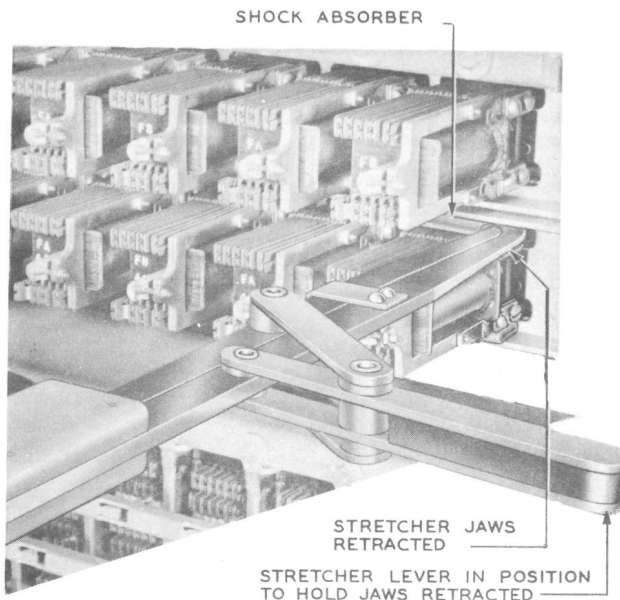 SHOCK ABSORBER
STRETCHER JAWS
RETRACTED
STRETCHER LEVER IN POSITION
TO HOLD JAWS RETRACTED